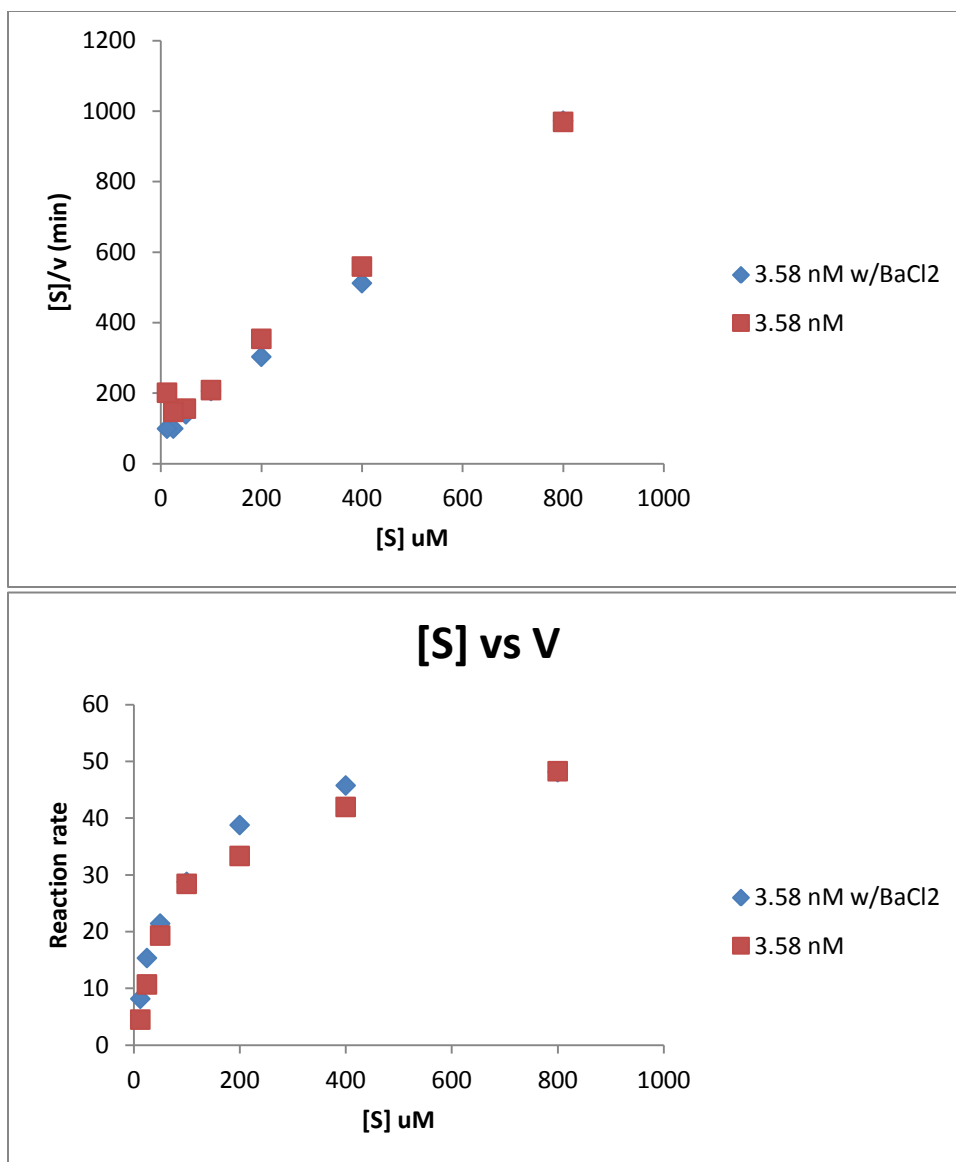 1200
1000
800
600
400
200
0
0 200 400 600 800 1000
[S]/v (min)
[S] uM
3.58 nM w/BaCl2
3.58 nM
[S] vs V
60
50
40
30
20
10
0
0 200 400 600 800 1000
Reaction rate
[S] uM
3.58 nM w/BaCl2
3.58 nM